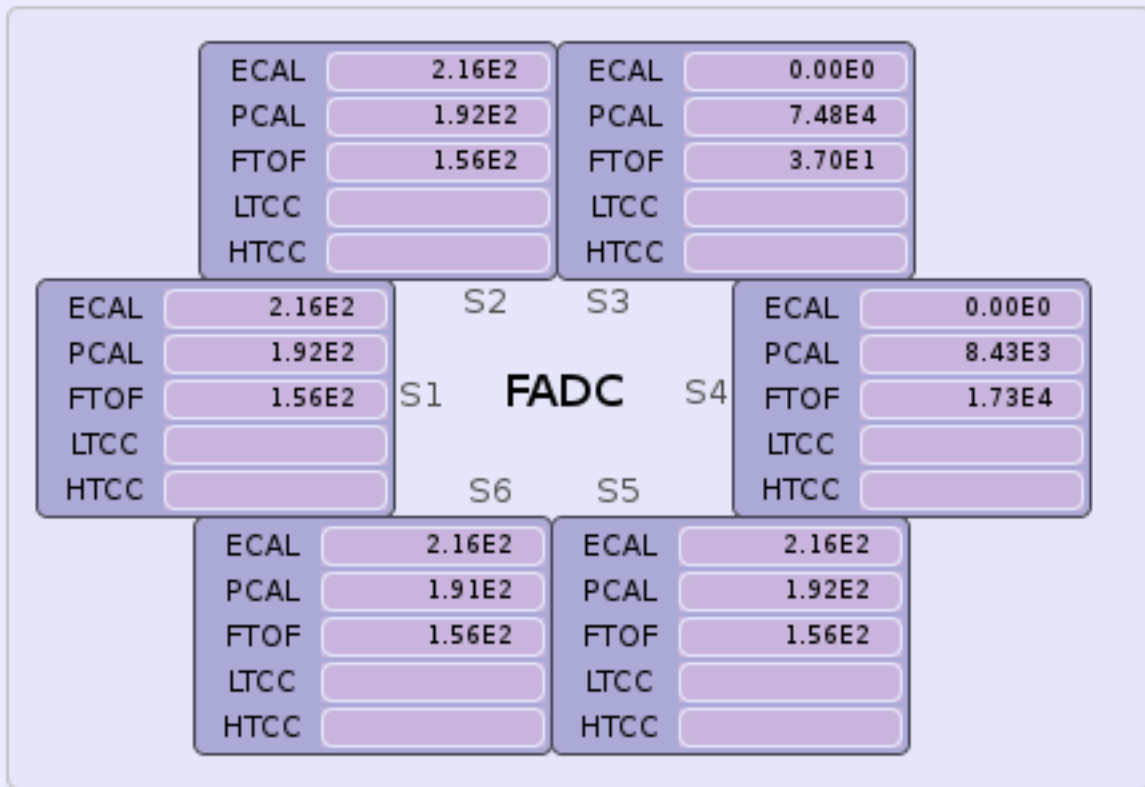 ECAL 2.16E2 ECAL 0.00E0
PCAL 1.92E2 PCAL 7.48E4
FTOF 1.56E2 FTOF 3.70E1
LTCC LTCC
HTCC HTCC
S2 S3
ECAL 2.16E2 ECAL 0.00E0
PCAL 1.92E2 PCAL 8.43E3
FTOF 1.56E2 S1 FADC S4 FTOF 1.73E4
LTCC LTCC
HTCC S6 S5 HTCC
ECAL 2.16E2 ECAL 2.16E2
PCAL 1.91E2 PCAL 1.92E2
FTOF 1.56E2 FTOF 1.56E2
LTCC LTCC
HTCC HTCC